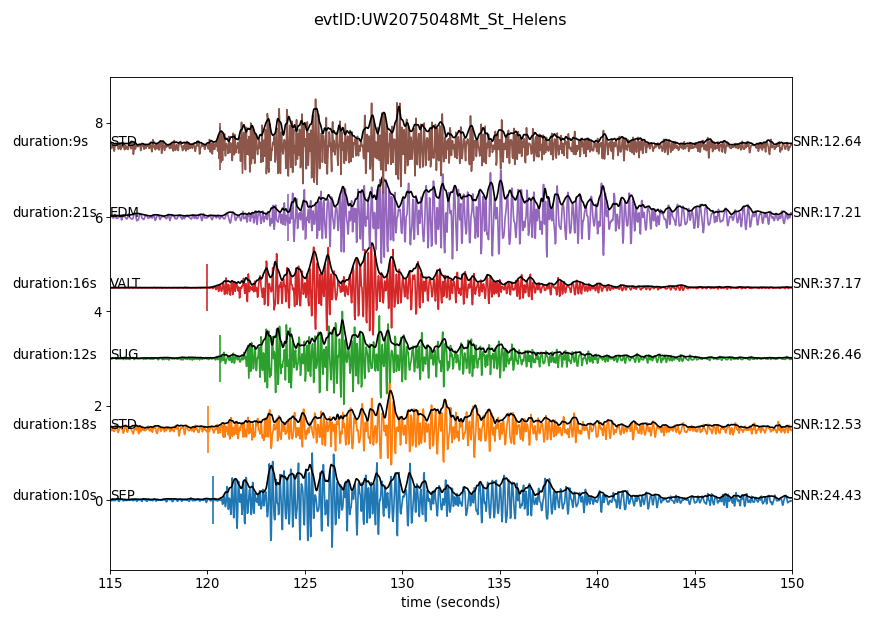 evtID:UW2075048Mt_St_Helens
8
duration:9s STD SNR:12.64
duration:21s EDM SNR:17.21
6
duration:16s VALT SNR:37.17
4
duration:12s SUG SNR:26.46
2
duration:18s STD SNR:12.53
duration:10s SEP SNR:24.43
0
115 120 125 130 135 140 145 150
time (seconds)